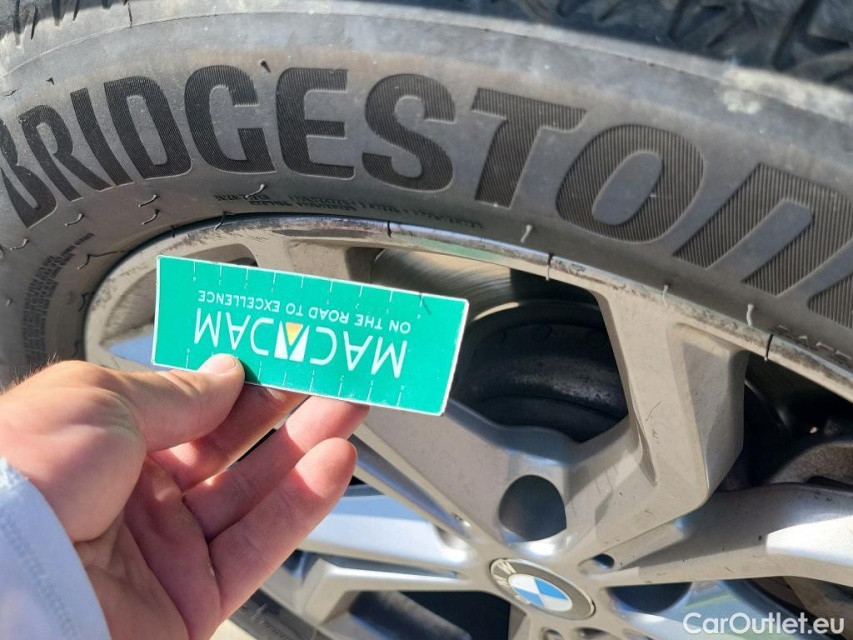 BRIDGESTONE
MACADAM
ON THE ROAD TO EXCELLENCE
CarOutlet.eu